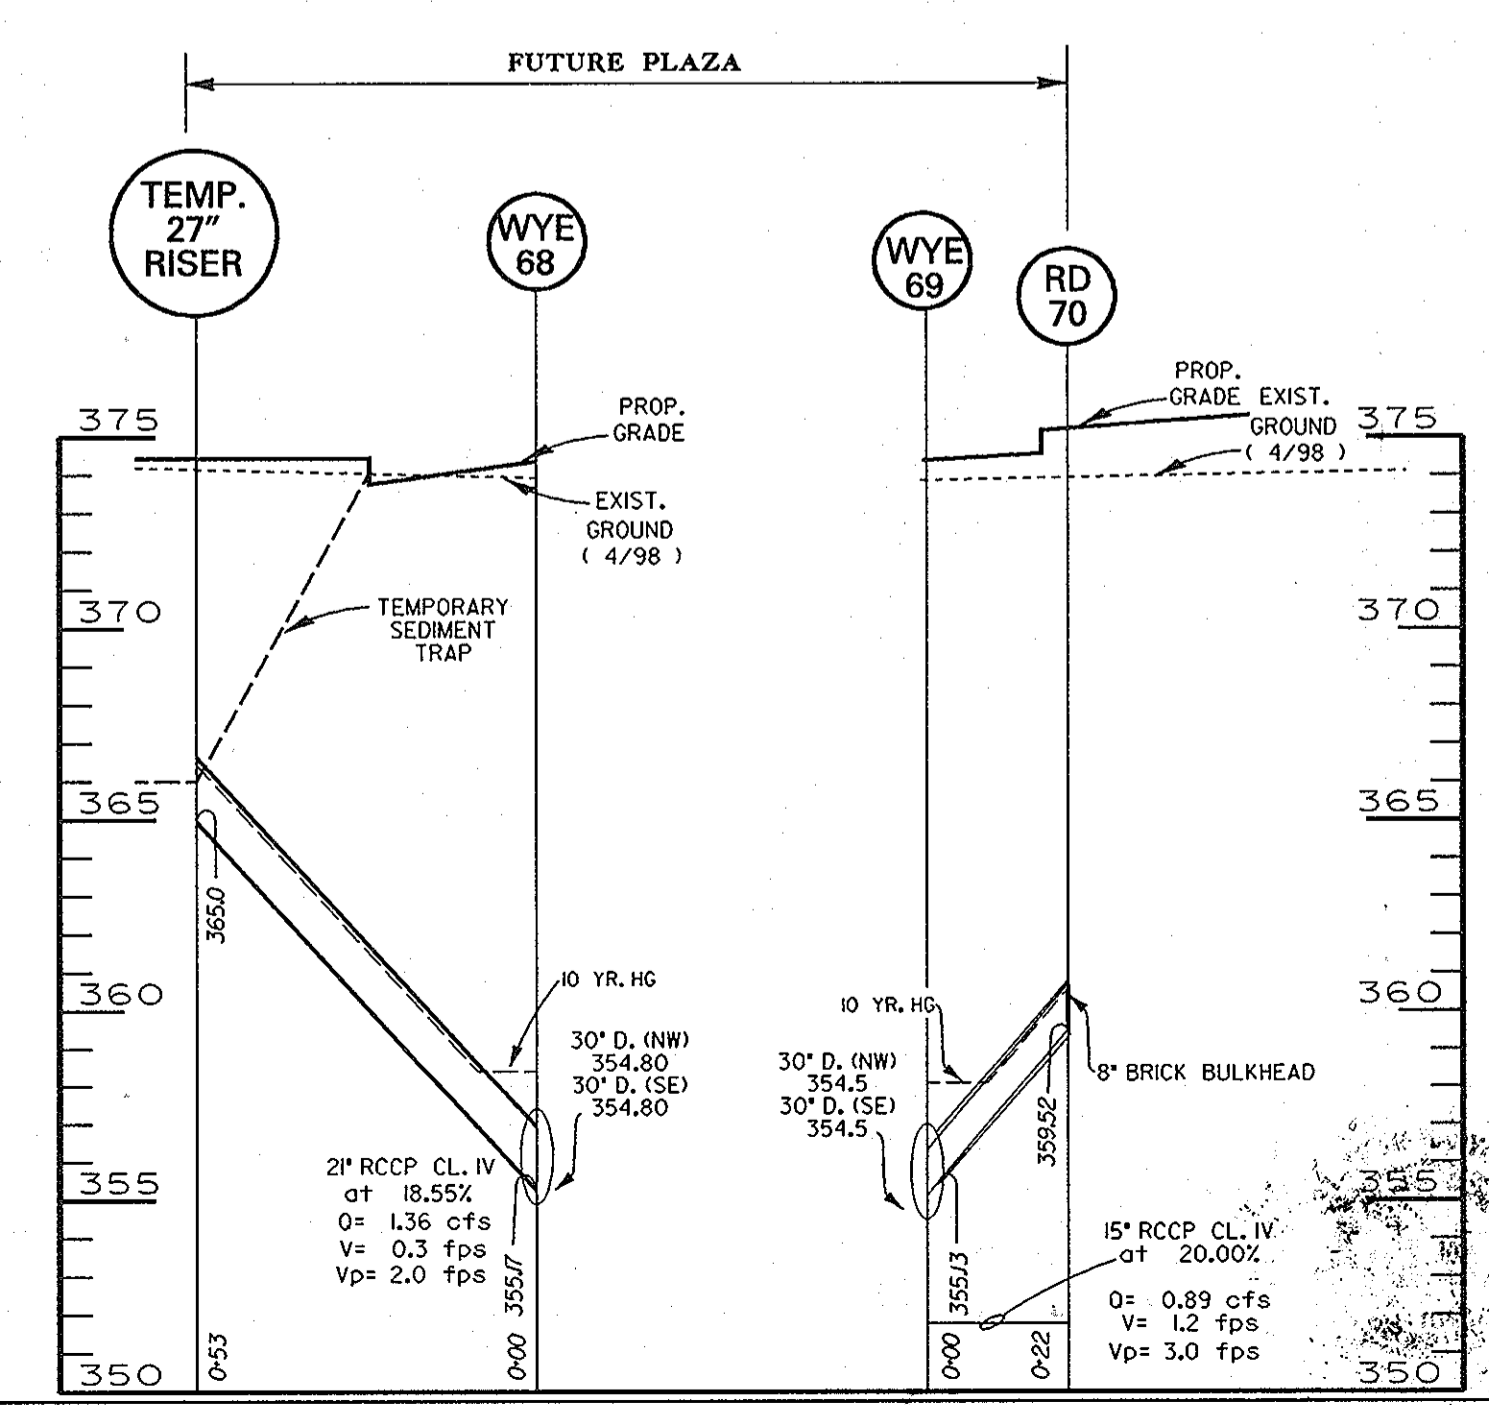 FUTURE PLAZA
TEMP.
27"
RISER
WYE
68
WYE
69
RD
70
PROP.
GRADE
EXIST.
GROUND
( 4/98 )
PROP.
GRADE
EXIST.
GROUND
( 4/98 )
375
370
365
360
355
350
375
370
365
360
355
350
TEMPORARY
SEDIMENT
TRAP
365.0
10 YR. HG
30" D. (NW)
354.80
30" D. (SE)
354.80
21" RCCP CL. IV
at 18.55%
Q= 1.36 cfs
V= 0.3 fps
Vp= 2.0 fps
355.17
0+53
0+00
10 YR. HG
30" D. (NW)
354.5
30" D. (SE)
354.5
8" BRICK BULKHEAD
359.52
355.13
15" RCCP CL. IV
at 20.00%
Q= 0.89 cfs
V= 1.2 fps
Vp= 3.0 fps
0+00
0+22